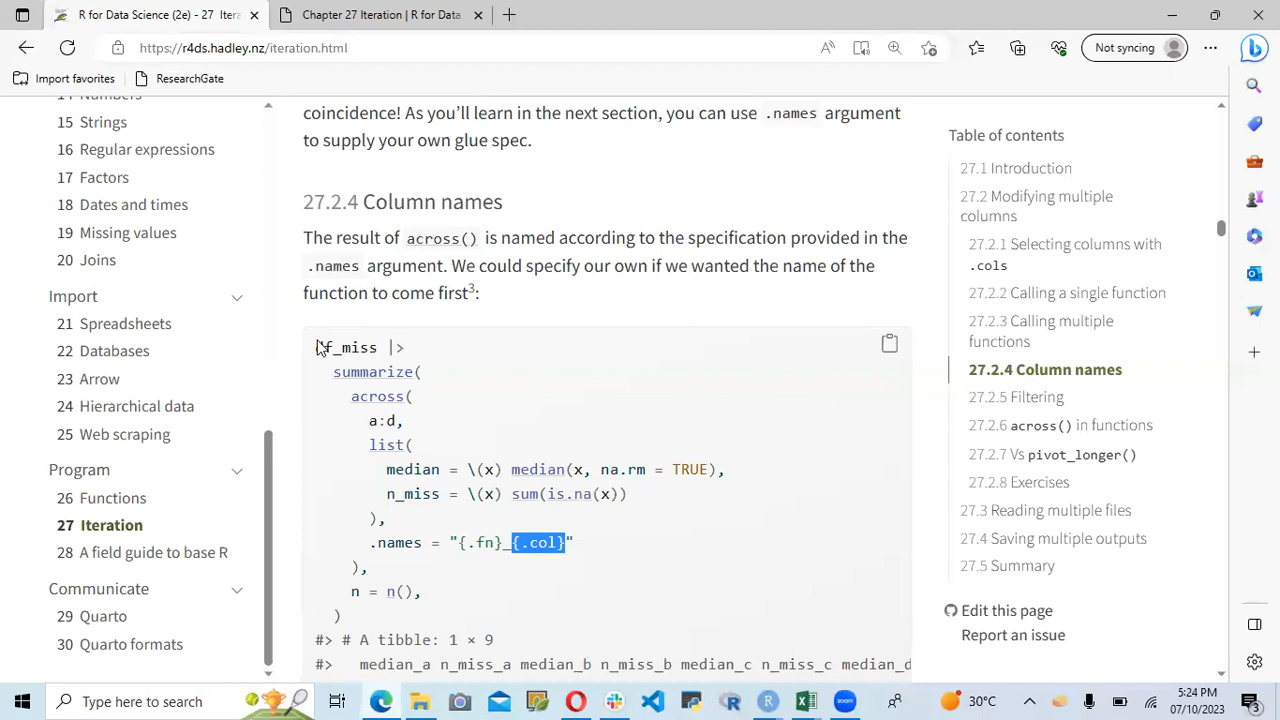 R for Data Science (2e) - 27 Itera
Chapter 27 Iteration | R for Data
https://r4ds.hadley.nz/iteration.html
Not syncing
Import favorites
ResearchGate
14 Numbers
15 Strings
16 Regular expressions
17 Factors
18 Dates and times
19 Missing values
20 Joins
Import
21 Spreadsheets
22 Databases
23 Arrow
24 Hierarchical data
25 Web scraping
Program
26 Functions
27 Iteration
28 A field guide to base R
Communicate
29 Quarto
30 Quarto formats
coincidence! As you’ll learn in the next section, you can use .names argument
to supply your own glue spec.
27.2.4 Column names
The result of across() is named according to the specification provided in the
.names argument. We could specify our own if we wanted the name of the
function to come first3:
df_miss |>
summarize(
across(
a:d,
list(
median = \(x) median(x, na.rm = TRUE),
n_miss = \(x) sum(is.na(x))
),
.names = "{.fn}_{.col}"
),
n = n(),
)
#> # A tibble: 1 × 9
#> median_a n_miss_a median_b n_miss_b median_c n_miss_c median_d
Table of contents
27.1 Introduction
27.2 Modifying multiple
columns
27.2.1 Selecting columns with
.cols
27.2.2 Calling a single function
27.2.3 Calling multiple
functions
27.2.4 Column names
27.2.5 Filtering
27.2.6 across() in functions
27.2.7 Vs pivot_longer()
27.2.8 Exercises
27.3 Reading multiple files
27.4 Saving multiple outputs
27.5 Summary
Edit this page
Report an issue
Type here to search
30°C
5:24 PM
07/10/2023
3